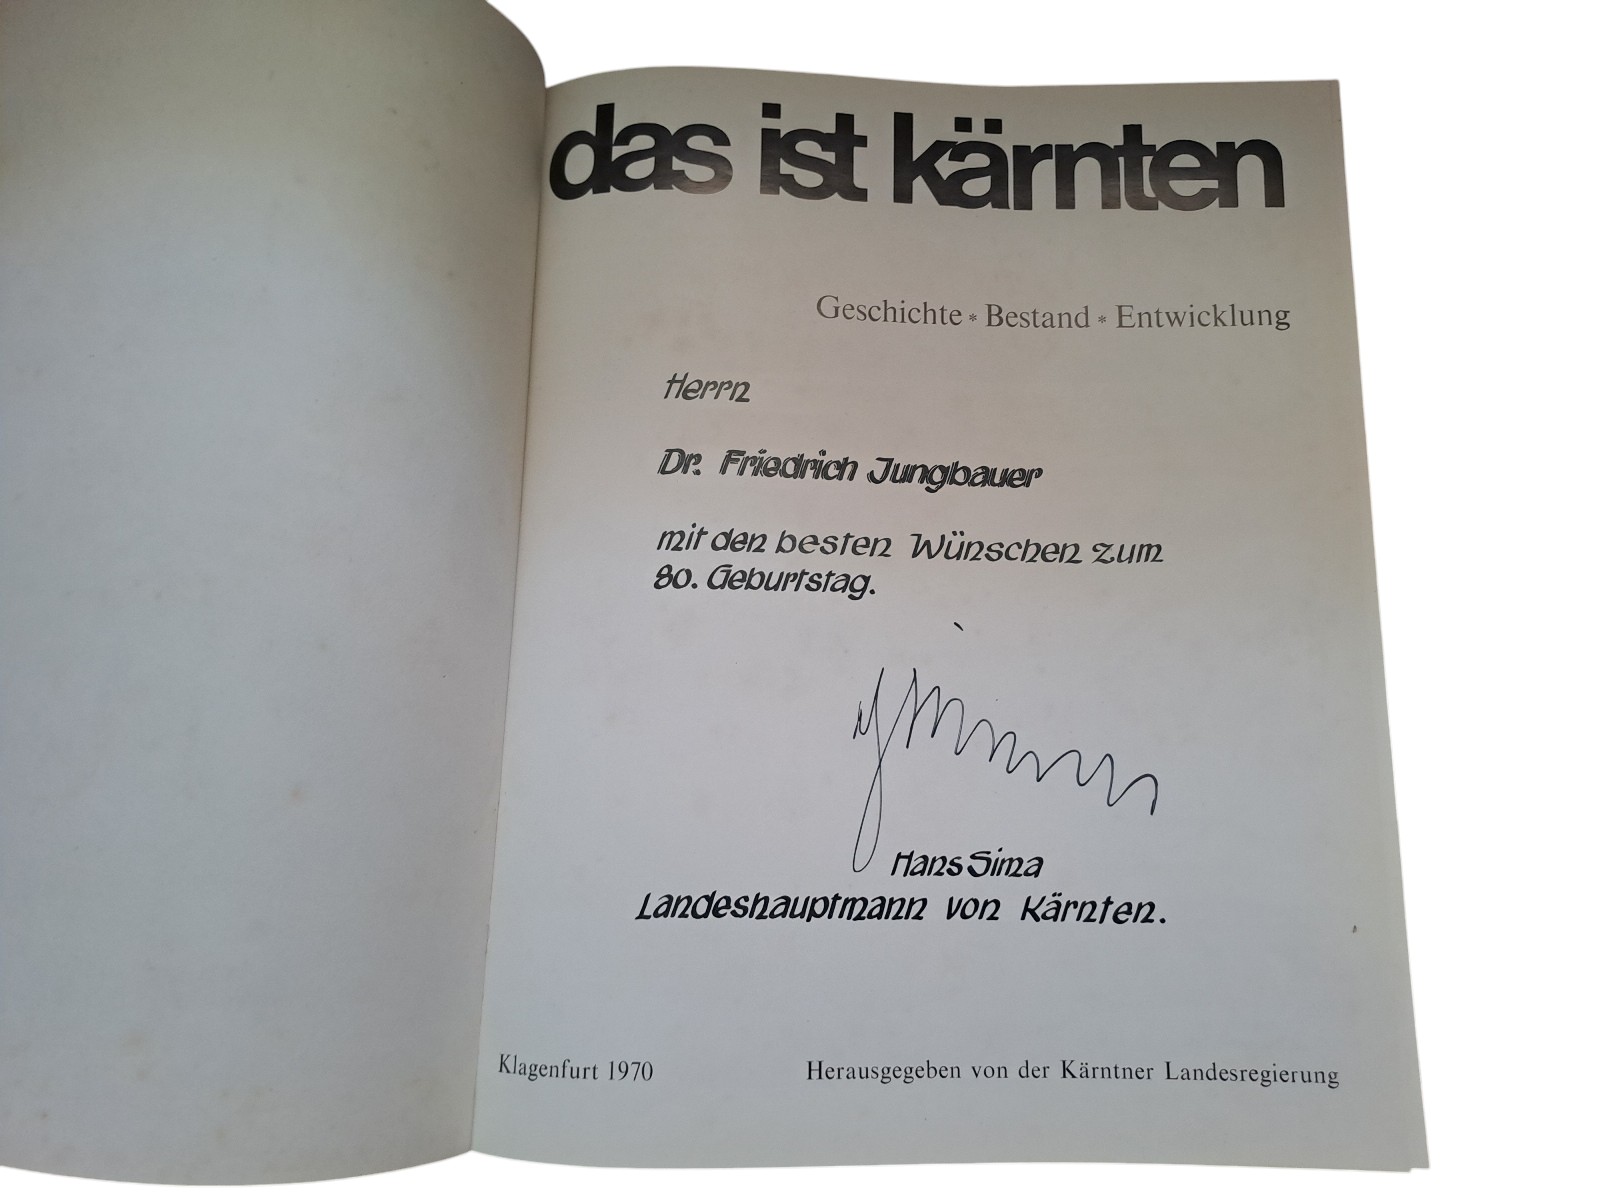 das ist kärnten
Geschichte * Bestand * Entwicklung
Herrn
Dr. Friedrich Jungbauer
mit den besten Wünschen zum
80. Geburtstag.
Hans Sima
Landeshauptmann von Kärnten.
Klagenfurt 1970 Herausgegeben von der Kärntner Landesregierung